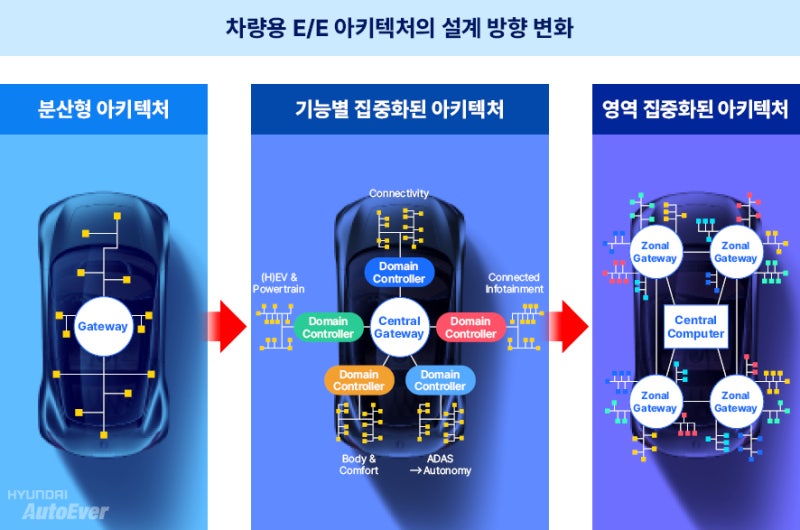 차량용 E/E 아키텍처의 설계 방향 변화
분산형 아키텍처
Gateway
기능별 집중화된 아키텍처
Connectivity
Domain
Controller
(H)EV &
Powertrain
Domain
Controller
Central
Gateway
Domain
Controller
Connected
Infotainment
Domain
Controller
Domain
Controller
Body &
Comfort
ADAS
→Autonomy
영역 집중화된 아키텍처
Zonal
Gateway
Zonal
Gateway
Central
Computer
Zonal
Gateway
Zonal
Gateway
HYUNDAI
AutoEver